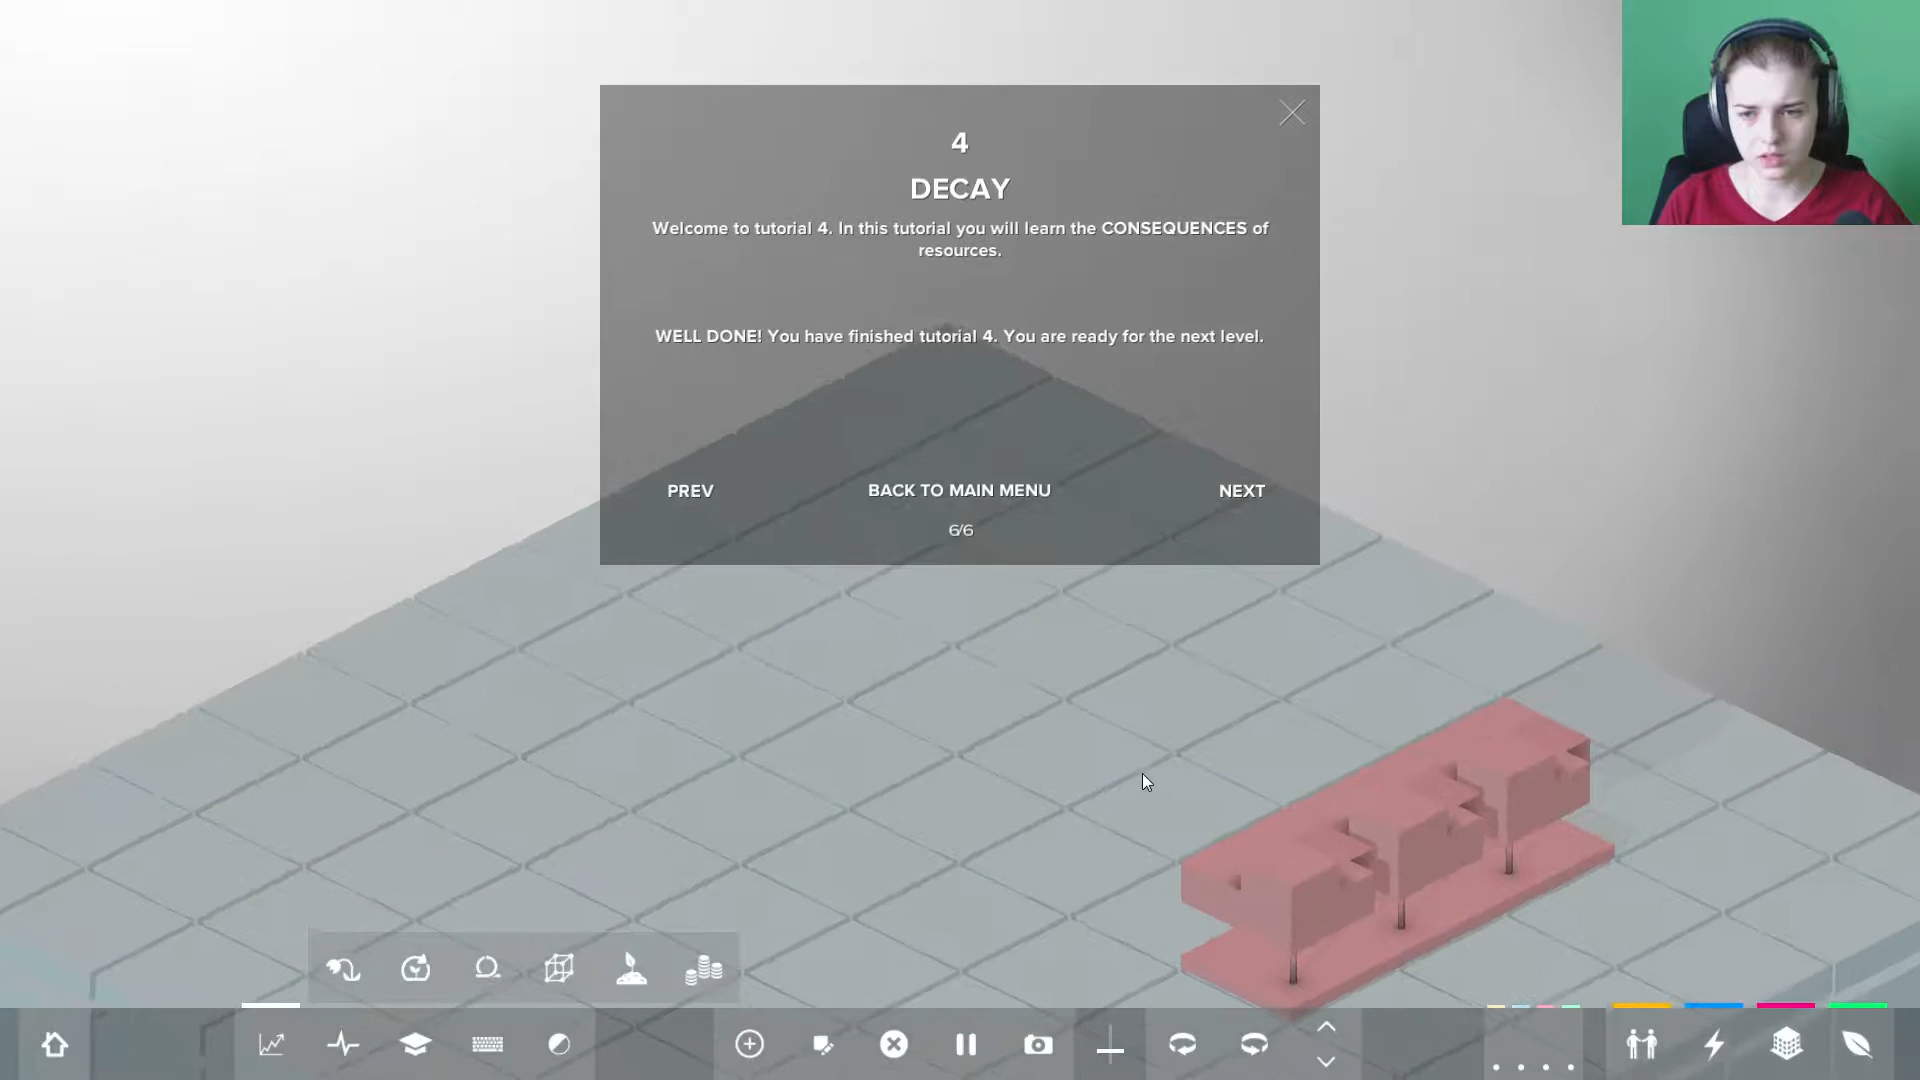 4
DECAY
Welcome to tutorial 4. In this tutorial you will learn the CONSEQUENCES of
resources.
WELL DONE! You have finished tutorial 4. You are ready for the next level.
PREV
BACK TO MAIN MENU
NEXT
6/6